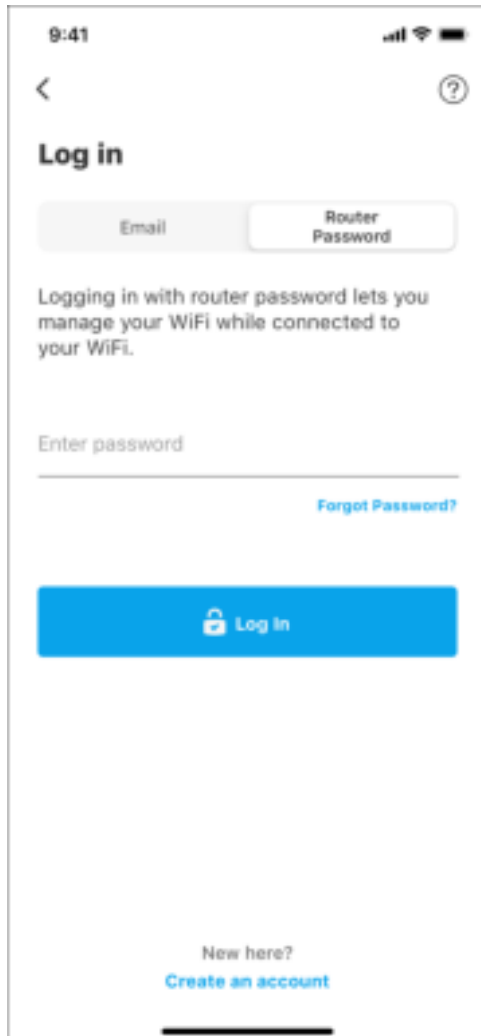 9:41
Log in
Email
Router
Password
Logging in with router password lets you
manage your WiFi while connected to
your WiFi.
Enter password
Forgot Password?
Log In
New here?
Create an account